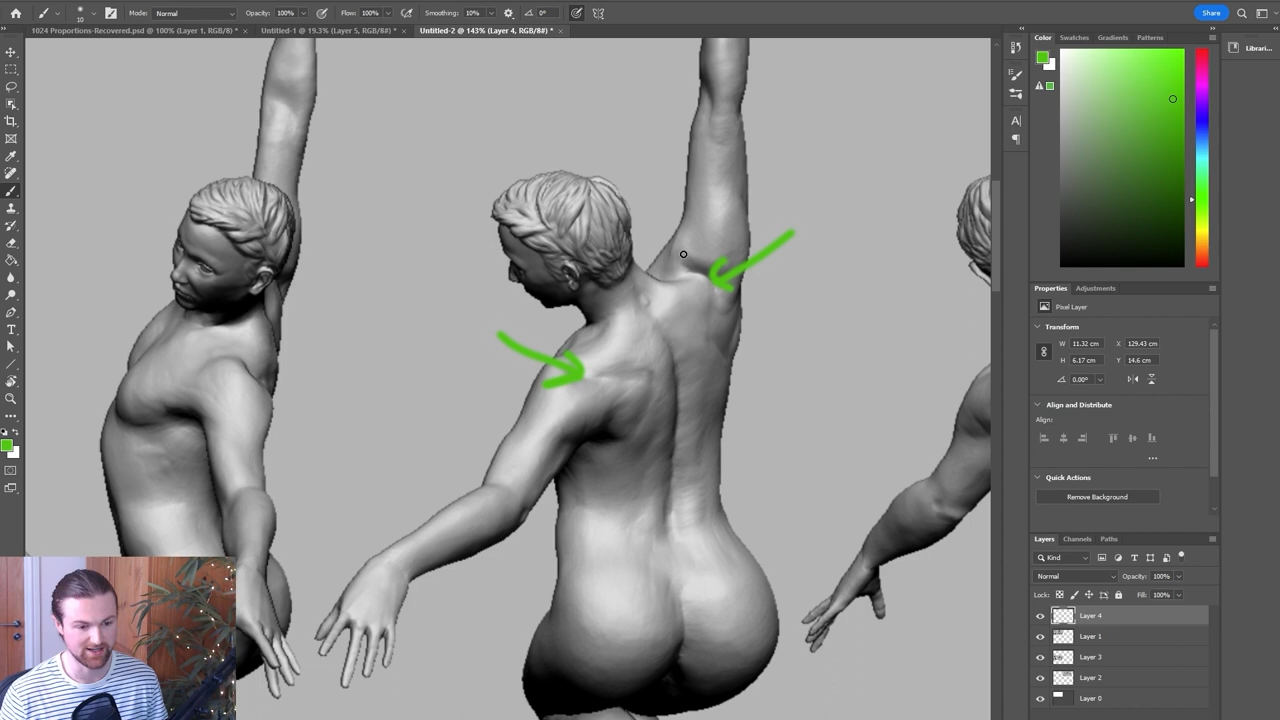 Mode: Normal Opacity: 100% Flow: 100% Smoothing: 10% 0° Share
10
1024 Proportions-Recovered.psd @ 100% (Layer 1, RGB/8) * × Untitled-1 @ 19.3% (Layer 5, RGB/8#) * × Untitled-2 @ 143% (Layer 4, RGB/8#) * ×
Color Swatches Gradients Patterns
Librari...
Properties Adjustments
Pixel Layer
Transform
W 11.32 cm X 129.43 cm
H 6.17 cm Y 14.6 cm
0.00°
Align and Distribute
Align:
Quick Actions
Remove Background
Layers Channels Paths
Kind
Normal Opacity: 100%
Lock: Fill: 100%
Layer 4
Layer 1
Layer 3
Layer 2
Layer 0